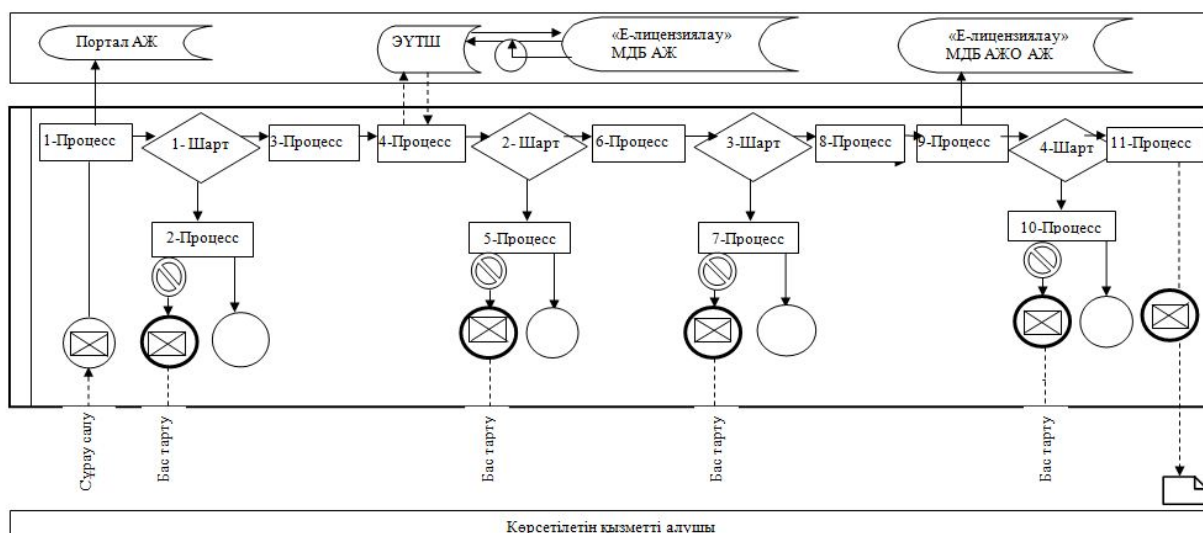 Портал АЖ
ЭҮТШ
«Е-лицензиялау»
МДБ АЖ
«Е-лицензиялау»
МДБ АЖО АЖ
1-Процесс
1- Шарт
3-Процесс
4-Процесс
2- Шарт
6-Процесс
3-Шарт
8-Процесс
9-Процесс
4-Шарт
11-Процесс
2-Процесс
5-Процесс
7-Процесс
10-Процесс
Сұрау салу
Бас тарту
Бас тарту
Бас тарту
Бас тарту
Көрсетілетін қызметті алушы